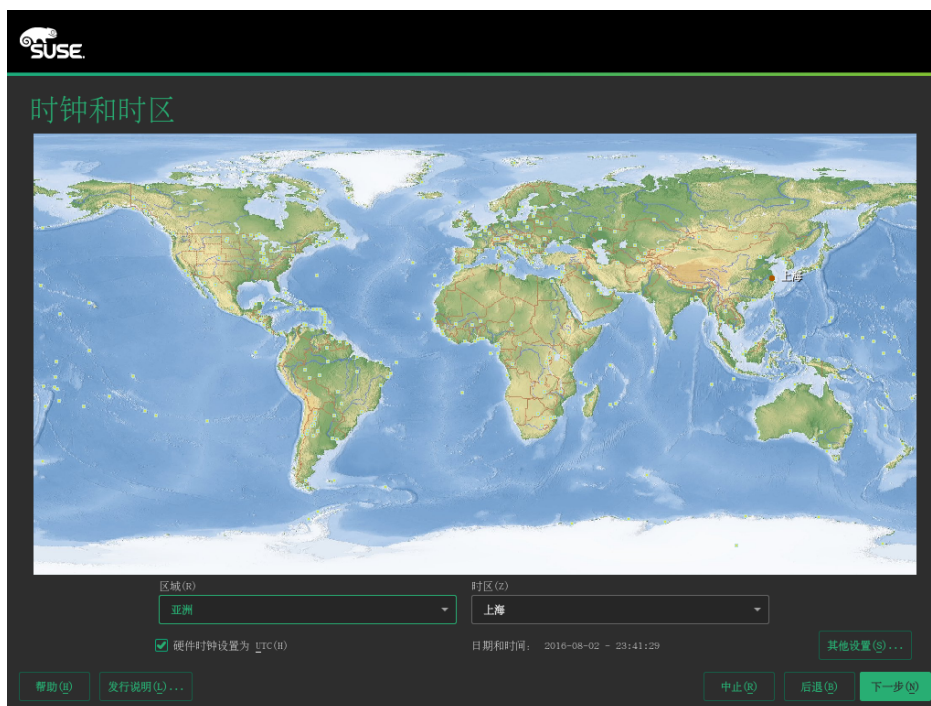 SUSE.
时钟和时区
上海
区域(R)
时区(Z)
亚洲
上海
硬件时钟设置为 UTC(H)
日期和时间： 2016-08-02 - 23:41:29
其他设置(S)...
帮助(H)
发行说明(L)...
中止(R)
后退(B)
下一步(N)